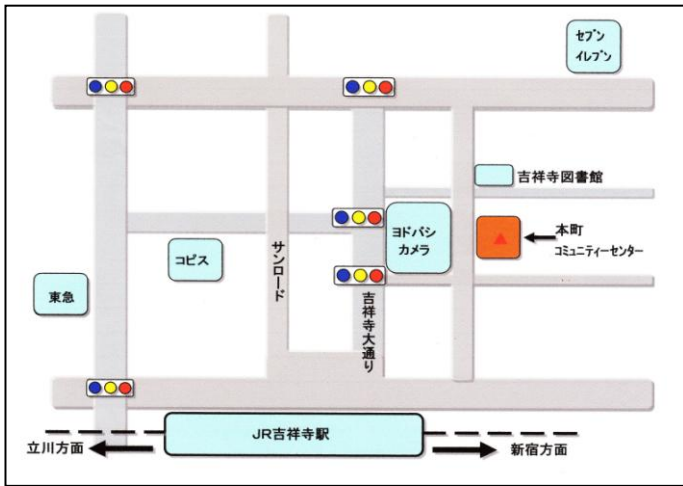 セブン
イレブン
吉祥寺図書館
ヨドバシ
カメラ
本町
コミュニティーセンター
コピス
サンロード
東急
吉祥寺大通り
JR吉祥寺駅
立川方面
新宿方面